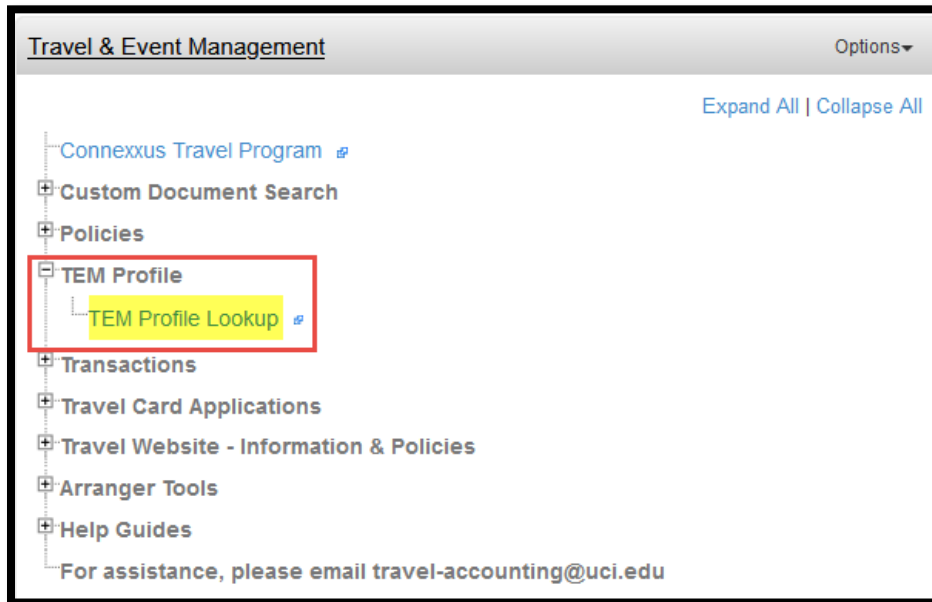 Travel & Event Management Options
Expand All | Collapse All
Connexxus Travel Program
Custom Document Search
Policies
TEM Profile
TEM Profile Lookup
Transactions
Travel Card Applications
Travel Website - Information & Policies
Arranger Tools
Help Guides
For assistance, please email travel-accounting@uci.edu